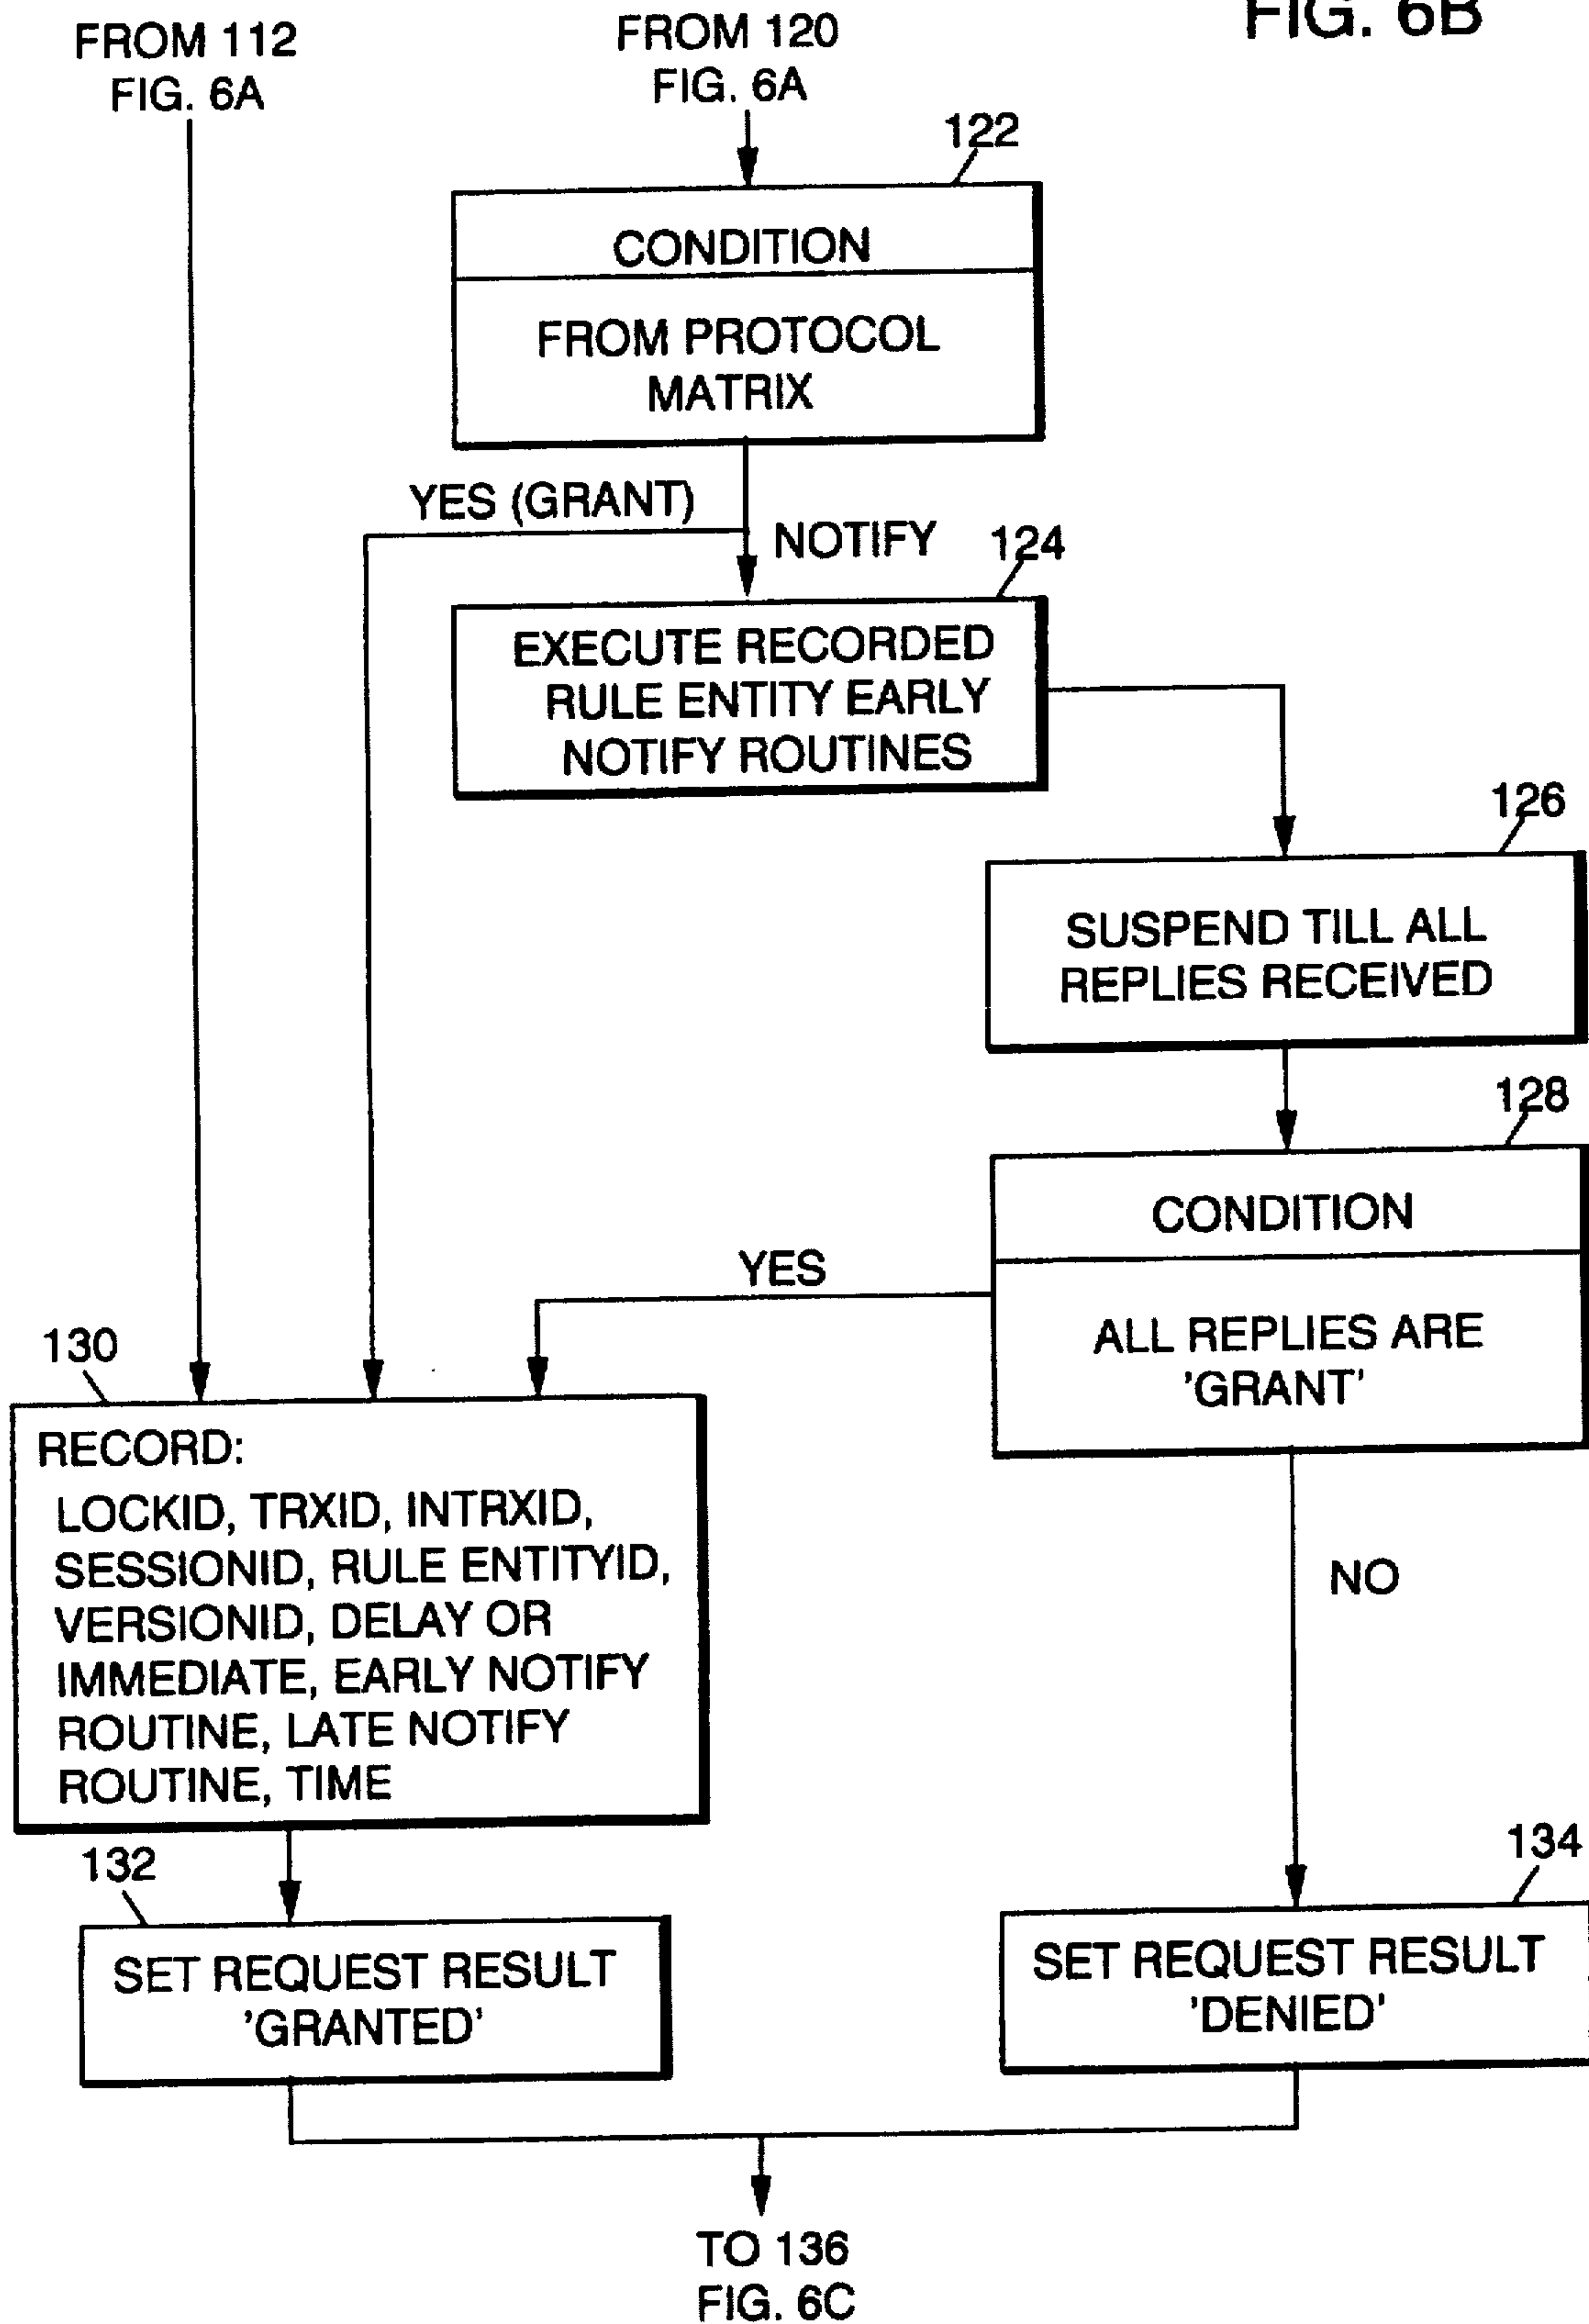 FIG. 6B
FROM 112
FIG. 6A
FROM 120
FIG. 6A
122
CONDITION
FROM PROTOCOL
MATRIX
YES (GRANT)
NOTIFY
124
EXECUTE RECORDED
RULE ENTITY EARLY
NOTIFY ROUTINES
126
SUSPEND TILL ALL
REPLIES RECEIVED
128
CONDITION
ALL REPLIES ARE
'GRANT'
YES
NO
130
RECORD:
LOCKID, TRXID, INTRXID,
SESSIONID, RULE ENTITYID,
VERSIONID, DELAY OR
IMMEDIATE, EARLY NOTIFY
ROUTINE, LATE NOTIFY
ROUTINE, TIME
132
SET REQUEST RESULT
'GRANTED'
134
SET REQUEST RESULT
'DENIED'
TO 136
FIG. 6C